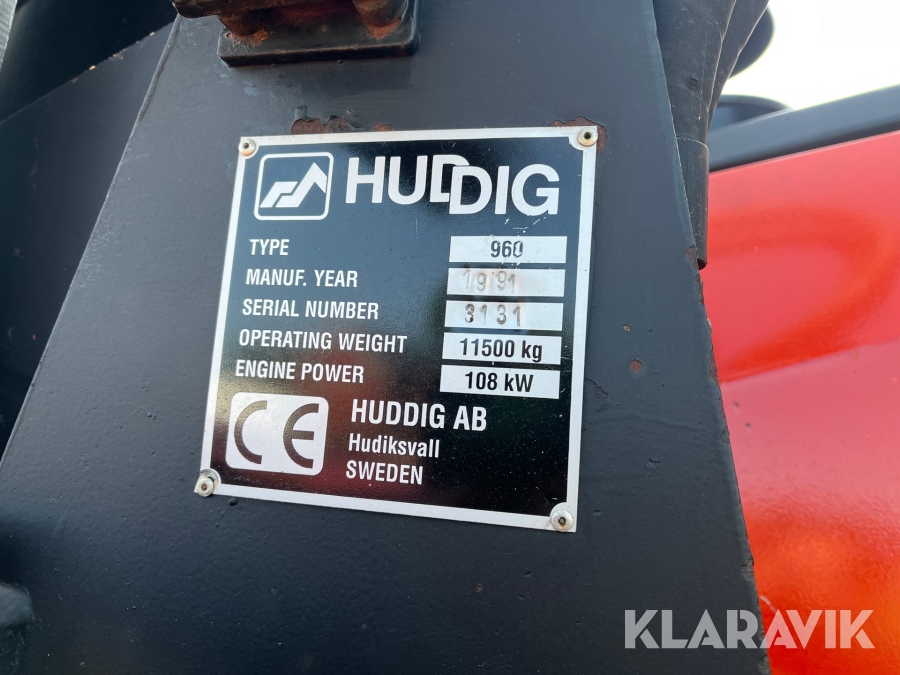 HUDDIG
TYPE 960
MANUF. YEAR 1991
SERIAL NUMBER 3131
OPERATING WEIGHT 11500 kg
ENGINE POWER 108 kW
CE HUDDIG AB
Hudiksvall
SWEDEN
KLARAVIK